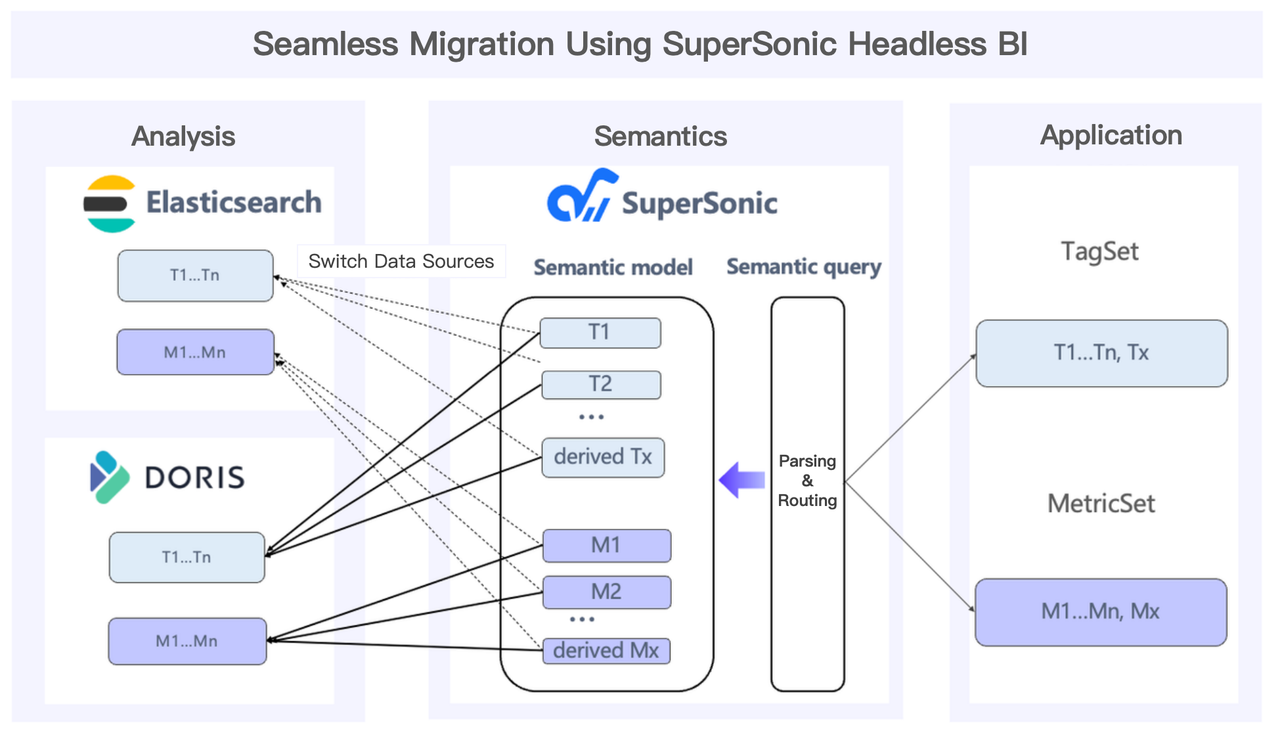 Seamless Migration Using SuperSonic Headless BI
Analysis
Elasticsearch
T1...Tn
M1...Mn
DORIS
T1...Tn
M1...Mn
Switch Data Sources
Semantics
SuperSonic
Semantic model
T1
T2
...
derived Tx
M1
M2
...
derived Mx
Semantic query
Parsing
&
Routing
Application
TagSet
T1...Tn, Tx
MetricSet
M1...Mn, Mx